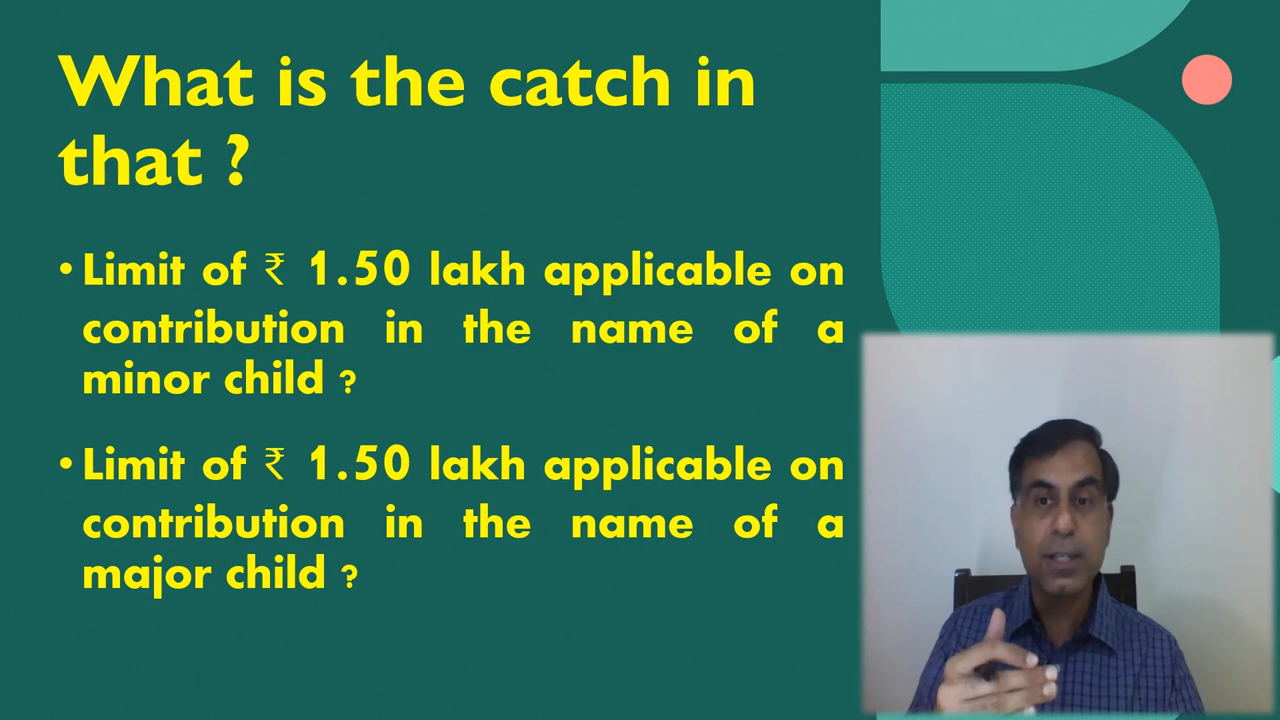 What is the catch in
that ?
• Limit of ₹ 1.50 lakh applicable on
contribution in the name of a
minor child ?
• Limit of ₹ 1.50 lakh applicable on
contribution in the name of a
major child ?